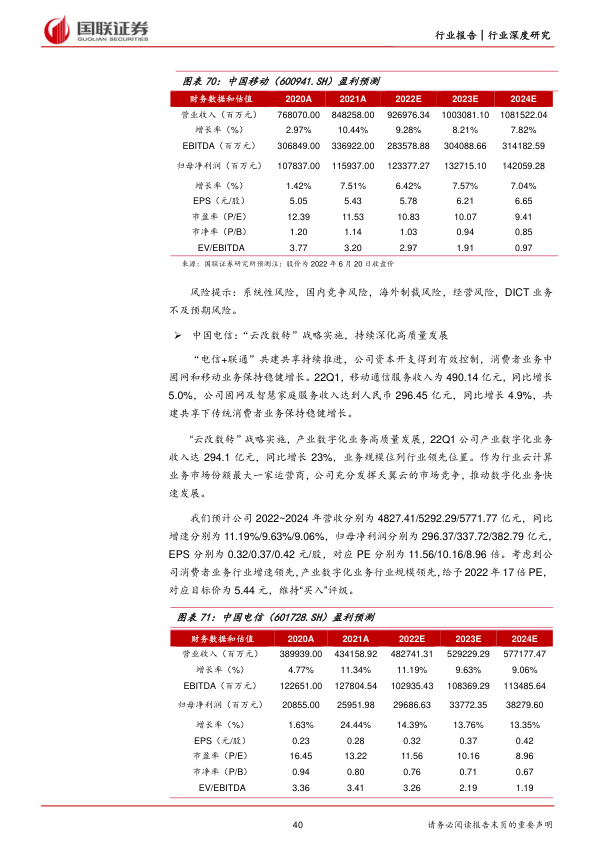 国联证券
GUOLIAN SECURITIES
行业报告│行业深度研究
图表 70：中国移动（600941.SH）盈利预测
财务数据和估值 2020A 2021A 2022E 2023E 2024E
营业收入（百万元） 768070.00 848258.00 926976.34 1003081.10 1081522.04
增长率（%） 2.97% 10.44% 9.28% 8.21% 7.82%
EBITDA（百万元） 306849.00 336922.00 283578.88 304088.66 314182.59
归母净利润（百万元） 107837.00 115937.00 123377.27 132715.10 142059.28
增长率（%） 1.42% 7.51% 6.42% 7.57% 7.04%
EPS（元/股） 5.05 5.43 5.78 6.21 6.65
市盈率（P/E） 12.39 11.53 10.83 10.07 9.41
市净率（P/B） 1.20 1.14 1.03 0.94 0.85
EV/EBITDA 3.77 3.20 2.97 1.91 0.97
来源：国联证券研究所预测注：股价为 2022 年 6 月 20 日收盘价
风险提示：系统性风险，国内竞争风险，海外制裁风险，经营风险，DICT 业务
不及预期风险。
➢ 中国电信：“云改数转”战略实施，持续深化高质量发展
“电信+联通”共建共享持续推进，公司资本开支得到有效控制，消费者业务中
固网和移动业务保持稳健增长。22Q1，移动通信服务收入为 490.14 亿元，同比增长
5.0%，公司固网及智慧家庭服务收入达到人民币 296.45 亿元，同比增长 4.9%，共
建共享下传统消费者业务保持稳健增长。
“云改数转”战略实施，产业数字化业务高质量发展，22Q1 公司产业数字化业务
收入达 294.1 亿元，同比增长 23%，业务规模位列行业领先位置。作为行业云计算
业务市场份额最大一家运营商，公司充分发挥天翼云的市场竞争，推动数字化业务快
速发展。
我们预计公司 2022~2024 年营收分别为 4827.41/5292.29/5771.77 亿元，同比
增速分别为 11.19%/9.63%/9.06%，归母净利润分别为 296.37/337.72/382.79 亿元，
EPS 分别为 0.32/0.37/0.42 元/股，对应 PE 分别为 11.56/10.16/8.96 倍。考虑到公
司消费者业务行业增速领先，产业数字化业务行业规模领先，给予 2022 年 17 倍 PE，
对应目标价为 5.44 元，维持“买入”评级。
图表 71：中国电信（601728.SH）盈利预测
财务数据和估值 2020A 2021A 2022E 2023E 2024E
营业收入（百万元） 389939.00 434158.92 482741.31 529229.29 577177.47
增长率（%） 4.77% 11.34% 11.19% 9.63% 9.06%
EBITDA（百万元） 122651.00 127804.54 102935.43 108369.29 113485.64
归母净利润（百万元） 20855.00 25951.98 29686.63 33772.35 38279.60
增长率（%） 1.63% 24.44% 14.39% 13.76% 13.35%
EPS（元/股） 0.23 0.28 0.32 0.37 0.42
市盈率（P/E） 16.45 13.22 11.56 10.16 8.96
市净率（P/B） 0.94 0.80 0.76 0.71 0.67
EV/EBITDA 3.36 3.41 3.26 2.19 1.19
40 请务必阅读报告末页的重要声明